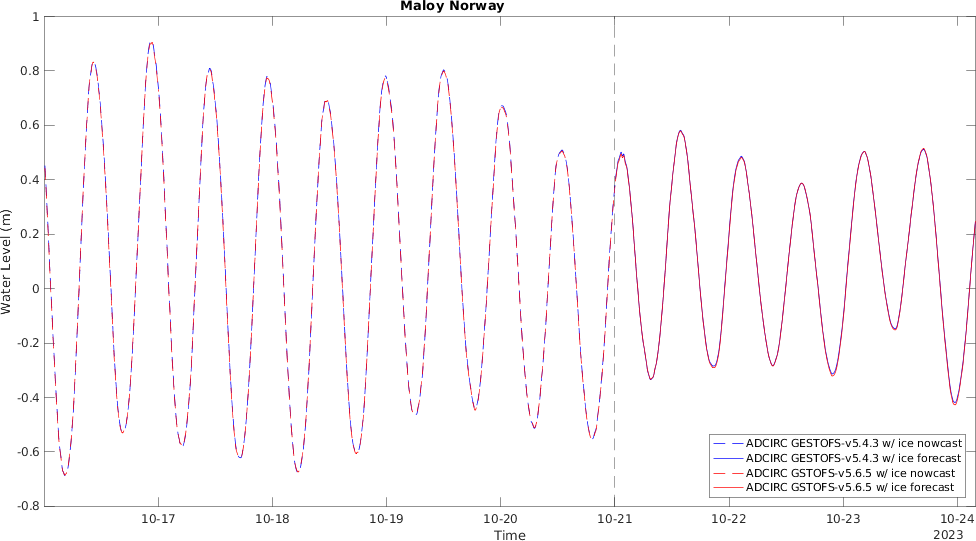 Maloy Norway
1
0.8
0.6
0.4
0.2
0
-0.2
-0.4
-0.6
-0.8
Water Level (m)
ADCIRC GESTOFS-v5.4.3 w/ ice nowcast
ADCIRC GESTOFS-v5.4.3 w/ ice forecast
ADCIRC GSTOFS-v5.6.5 w/ ice nowcast
ADCIRC GSTOFS-v5.6.5 w/ ice forecast
10-17 10-18 10-19 10-20 10-21 10-22 10-23 10-24
Time
2023